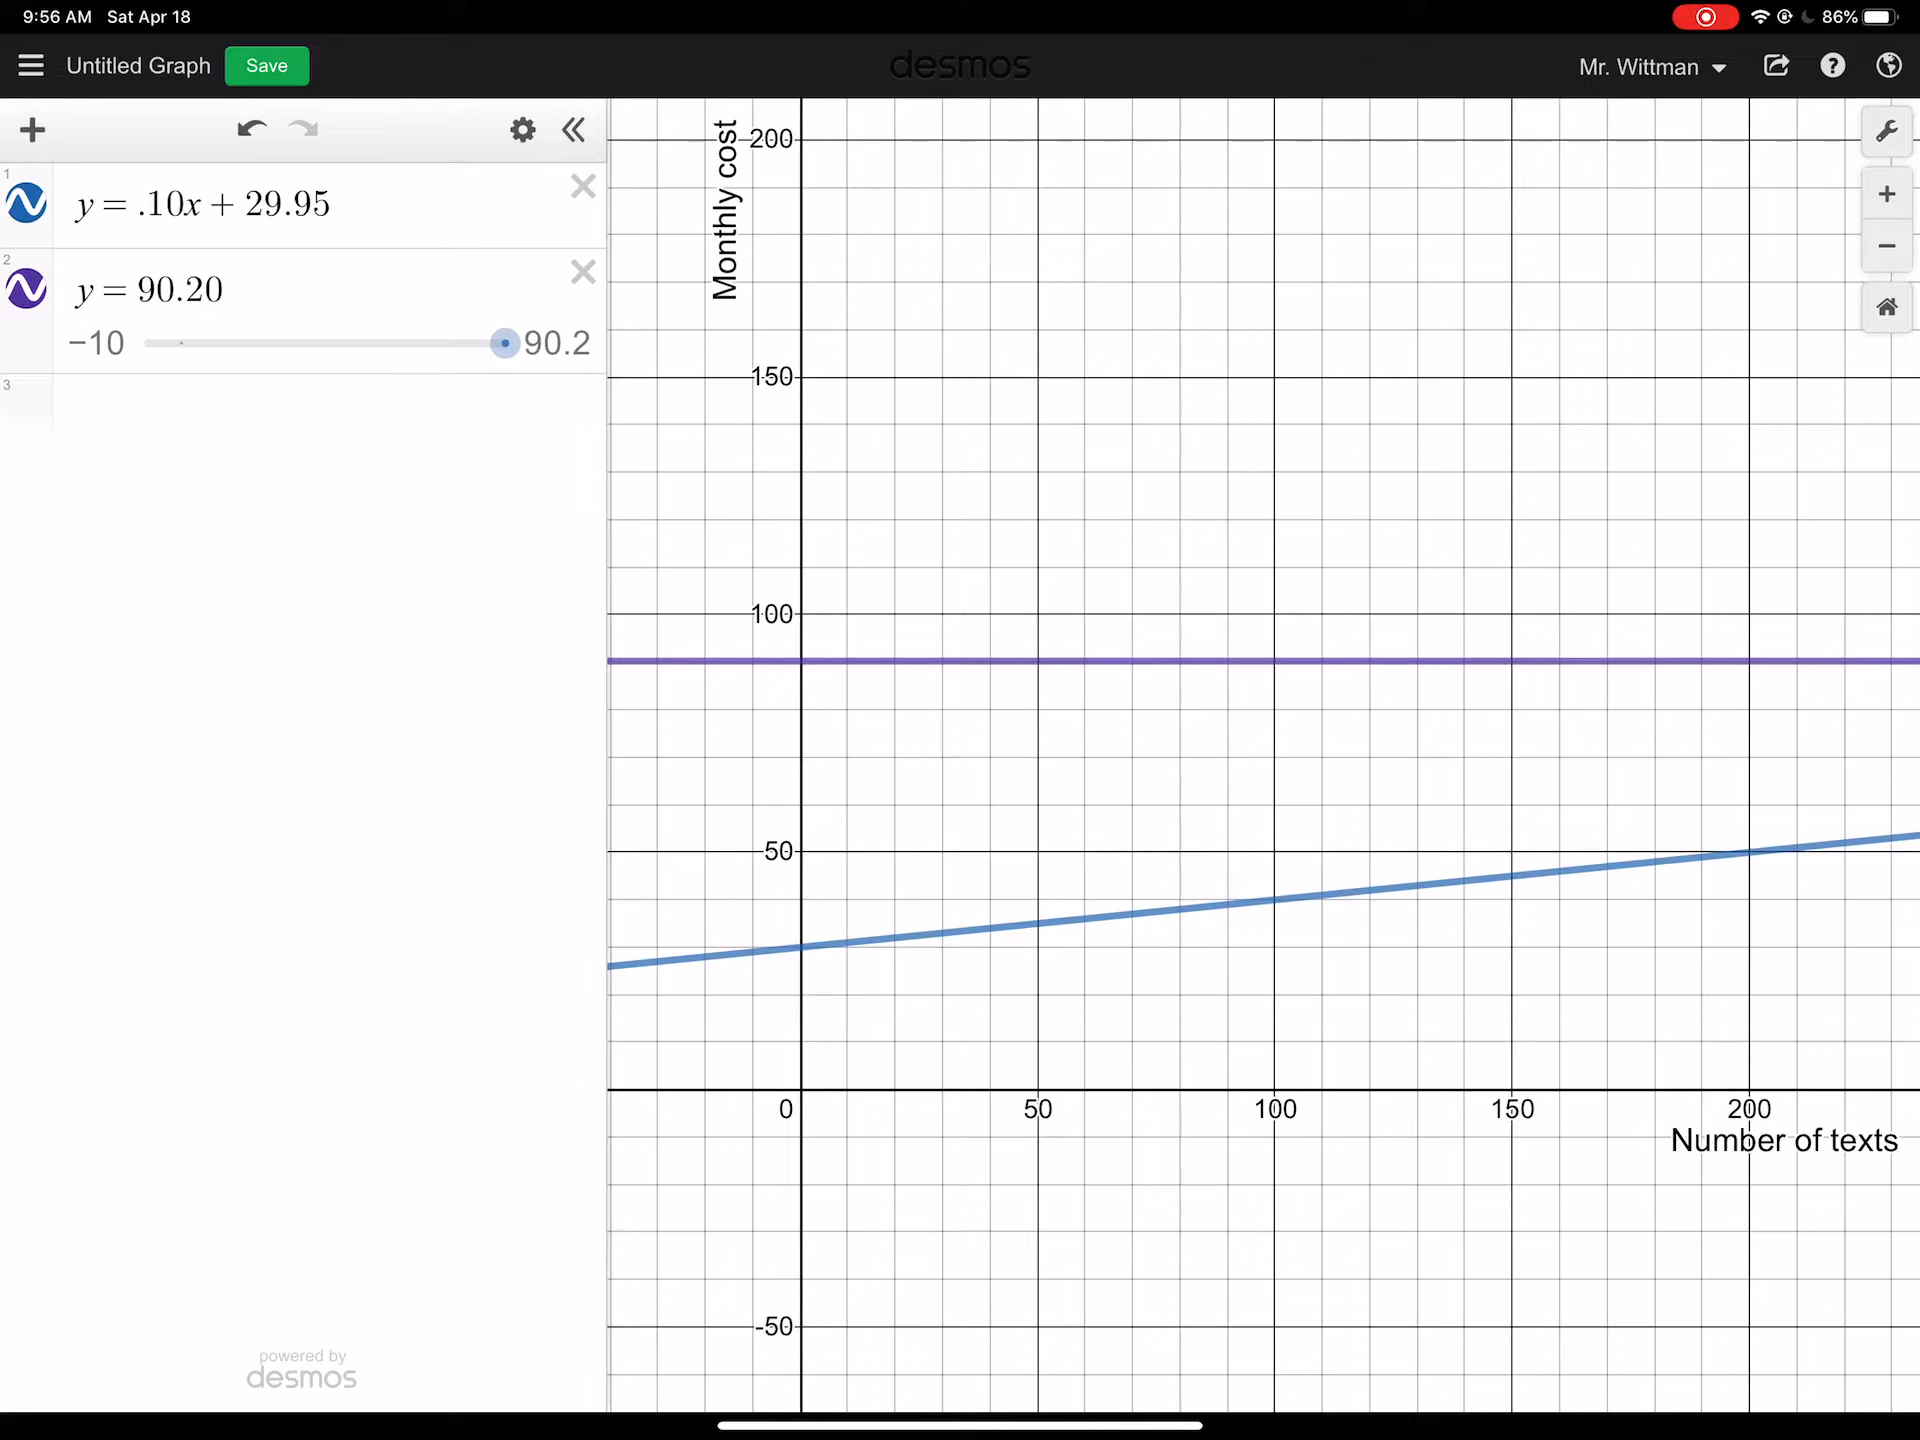 9:56 AM Sat Apr 18
86%
Untitled Graph
Save
desmos
Mr. Wittman
1
y = .10x + 29.95
2
y = 90.20
−10
90.2
3
powered by
desmos
Monthly cost
200
150
100
50
0
50
100
150
200
Number of texts
-50